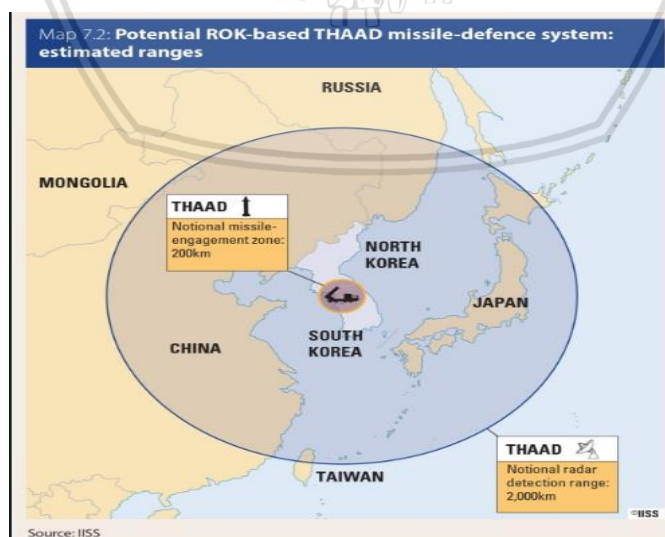 Map 7.2: Potential ROK-based THAAD missile-defence system:
estimated ranges
RUSSIA
MONGOLIA
THAAD
Notional missile-
engagement zone:
200km
NORTH
KOREA
JAPAN
SOUTH
KOREA
CHINA
THAAD
Notional radar
detection range:
2,000km
TAIWAN
©IISS
Source: IISS